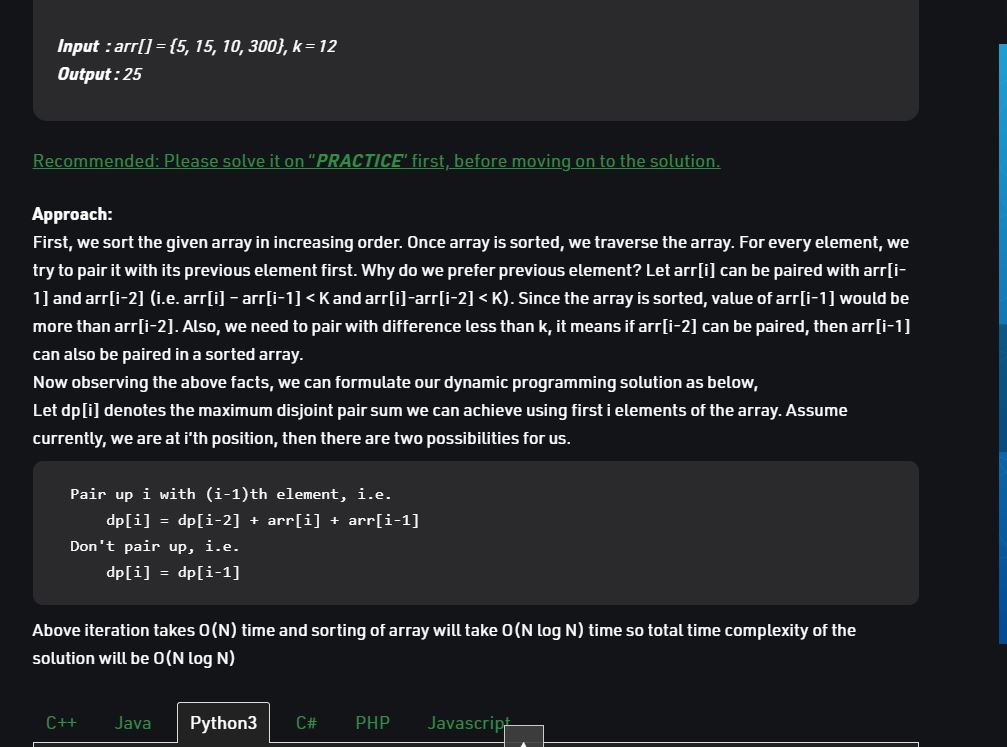 Input : arr[] = {5, 15, 10, 300}, k = 12
Output : 25
Recommended: Please solve it on “PRACTICE” first, before moving on to the solution.
Approach:
First, we sort the given array in increasing order. Once array is sorted, we traverse the array. For every element, we
try to pair it with its previous element first. Why do we prefer previous element? Let arr[i] can be paired with arr[i-
1] and arr[i-2] (i.e. arr[i] – arr[i-1] < K and arr[i]-arr[i-2] < K). Since the array is sorted, value of arr[i-1] would be
more than arr[i-2]. Also, we need to pair with difference less than k, it means if arr[i-2] can be paired, then arr[i-1]
can also be paired in a sorted array.
Now observing the above facts, we can formulate our dynamic programming solution as below,
Let dp[i] denotes the maximum disjoint pair sum we can achieve using first i elements of the array. Assume
currently, we are at i’th position, then there are two possibilities for us.
Pair up i with (i-1)th element, i.e.
dp[i] = dp[i-2] + arr[i] + arr[i-1]
Don't pair up, i.e.
dp[i] = dp[i-1]
Above iteration takes O(N) time and sorting of array will take O(N log N) time so total time complexity of the
solution will be O(N log N)
C++ Java Python3 C# PHP Javascript